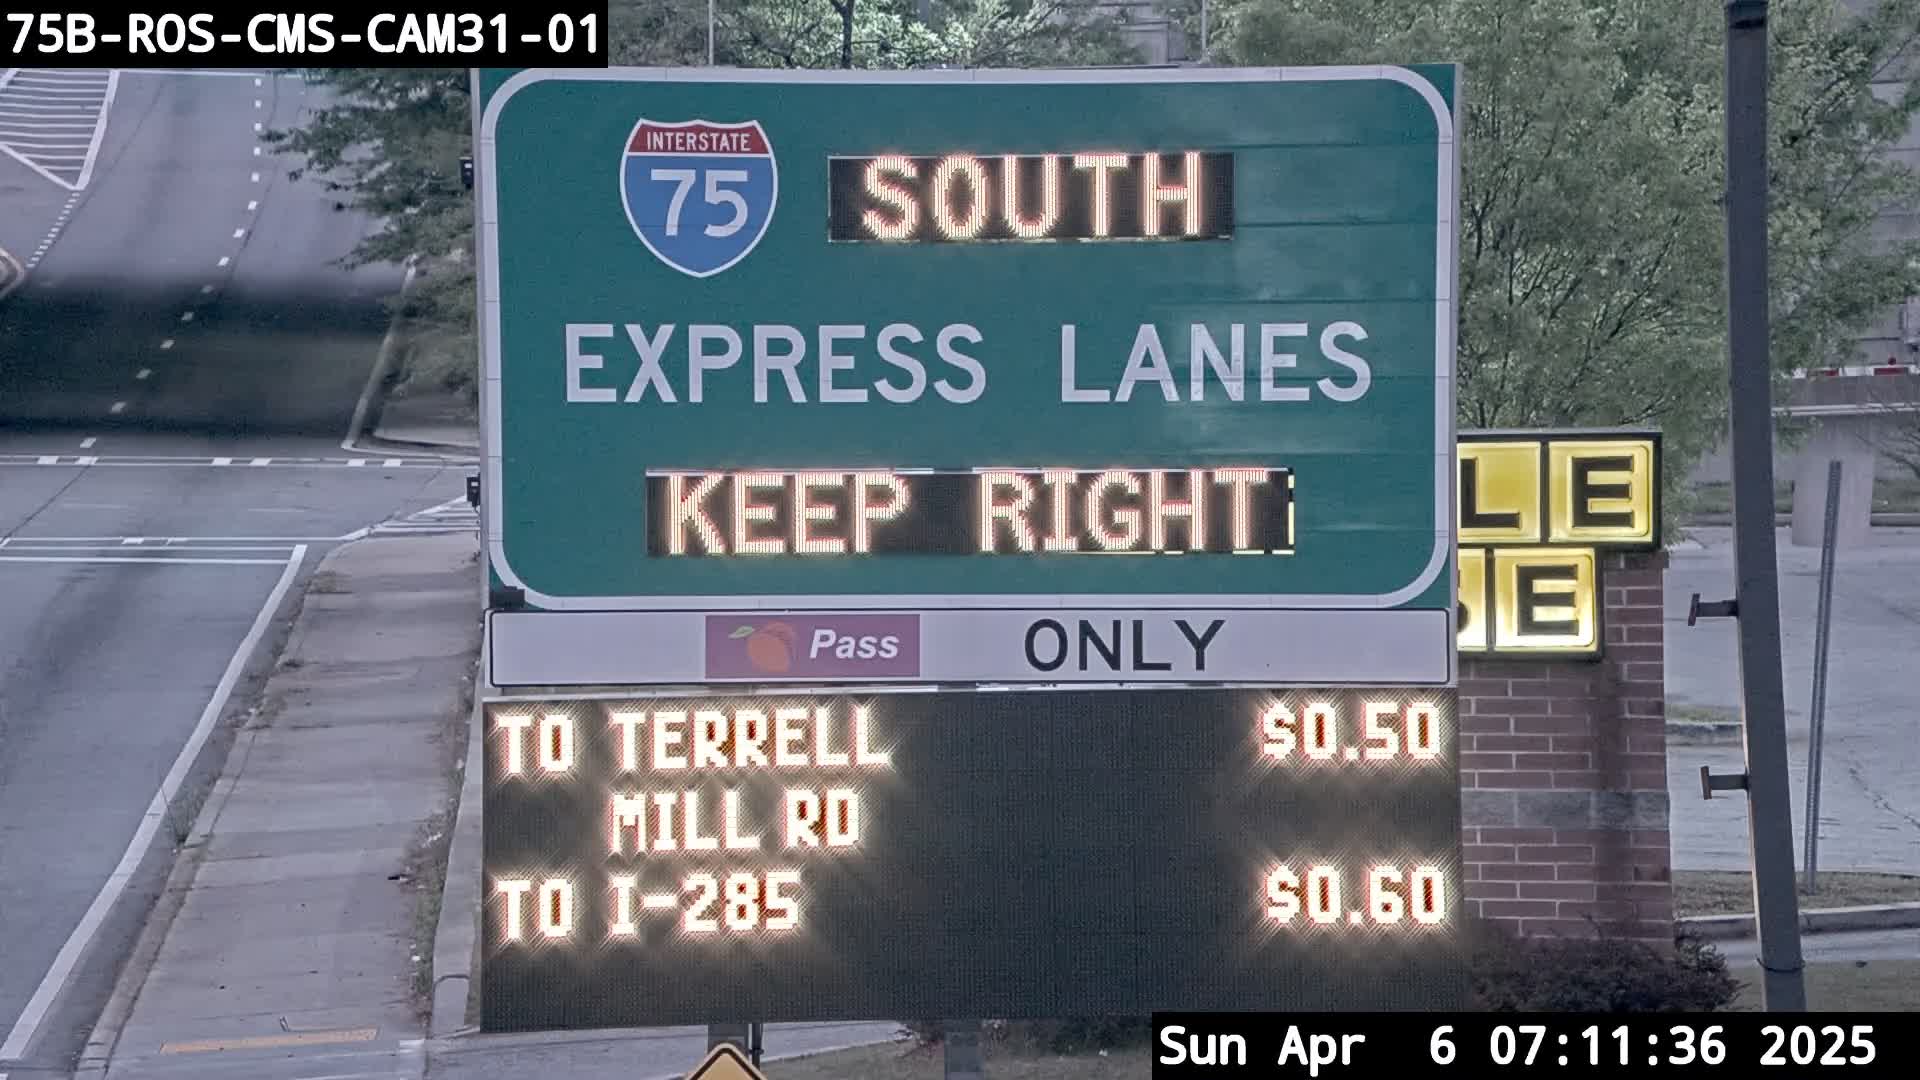 75B-ROS-CMS-CAM31-01
INTERSTATE
75
SOUTH
EXPRESS LANES
KEEP RIGHT
LE
E
Pass ONLY
TO TERRELL $0.50
MILL RD
TO I-285 $0.60
Sun Apr 6 07:11:36 2025